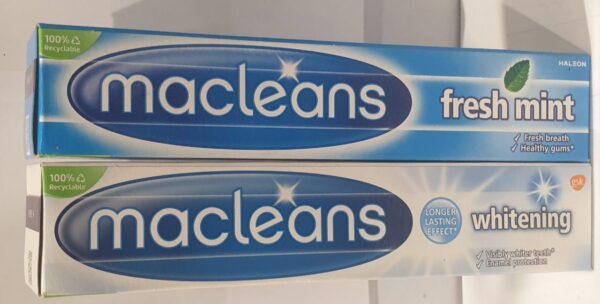 100%
Recyclable
HALEON
macleans
fresh mint
✓ Fresh breath
✓ Healthy gums*
100%
Recyclable
gsk
macleans
LONGER
LASTING
EFFECT*
whitening
✓ Visibly whiter teeth*
✓ Enamel protection